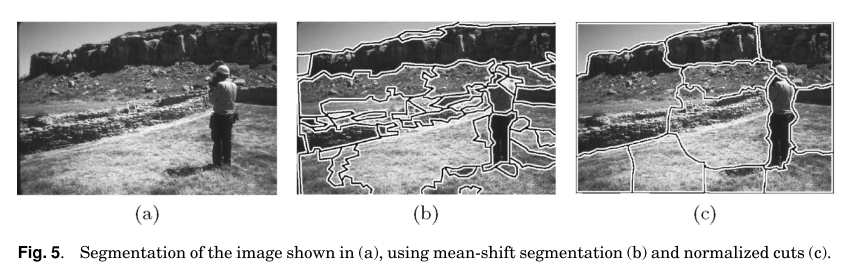 (a) (b) (c)
Fig. 5. Segmentation of the image shown in (a), using mean-shift segmentation (b) and normalized cuts (c).